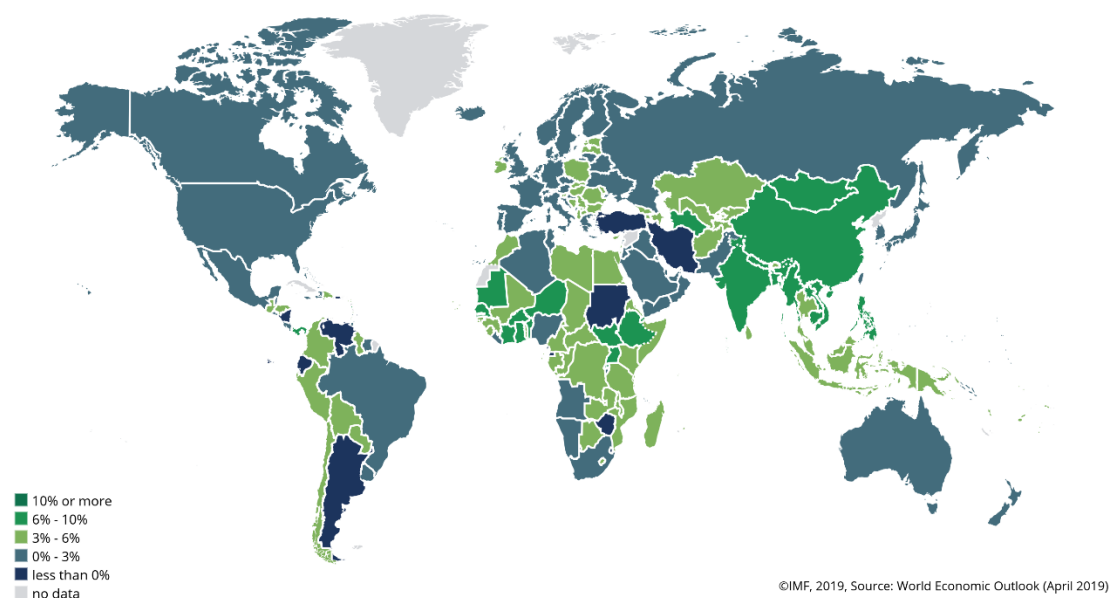 10% or more
6% - 10%
3% - 6%
0% - 3%
less than 0%
no data
©IMF, 2019, Source: World Economic Outlook (April 2019)